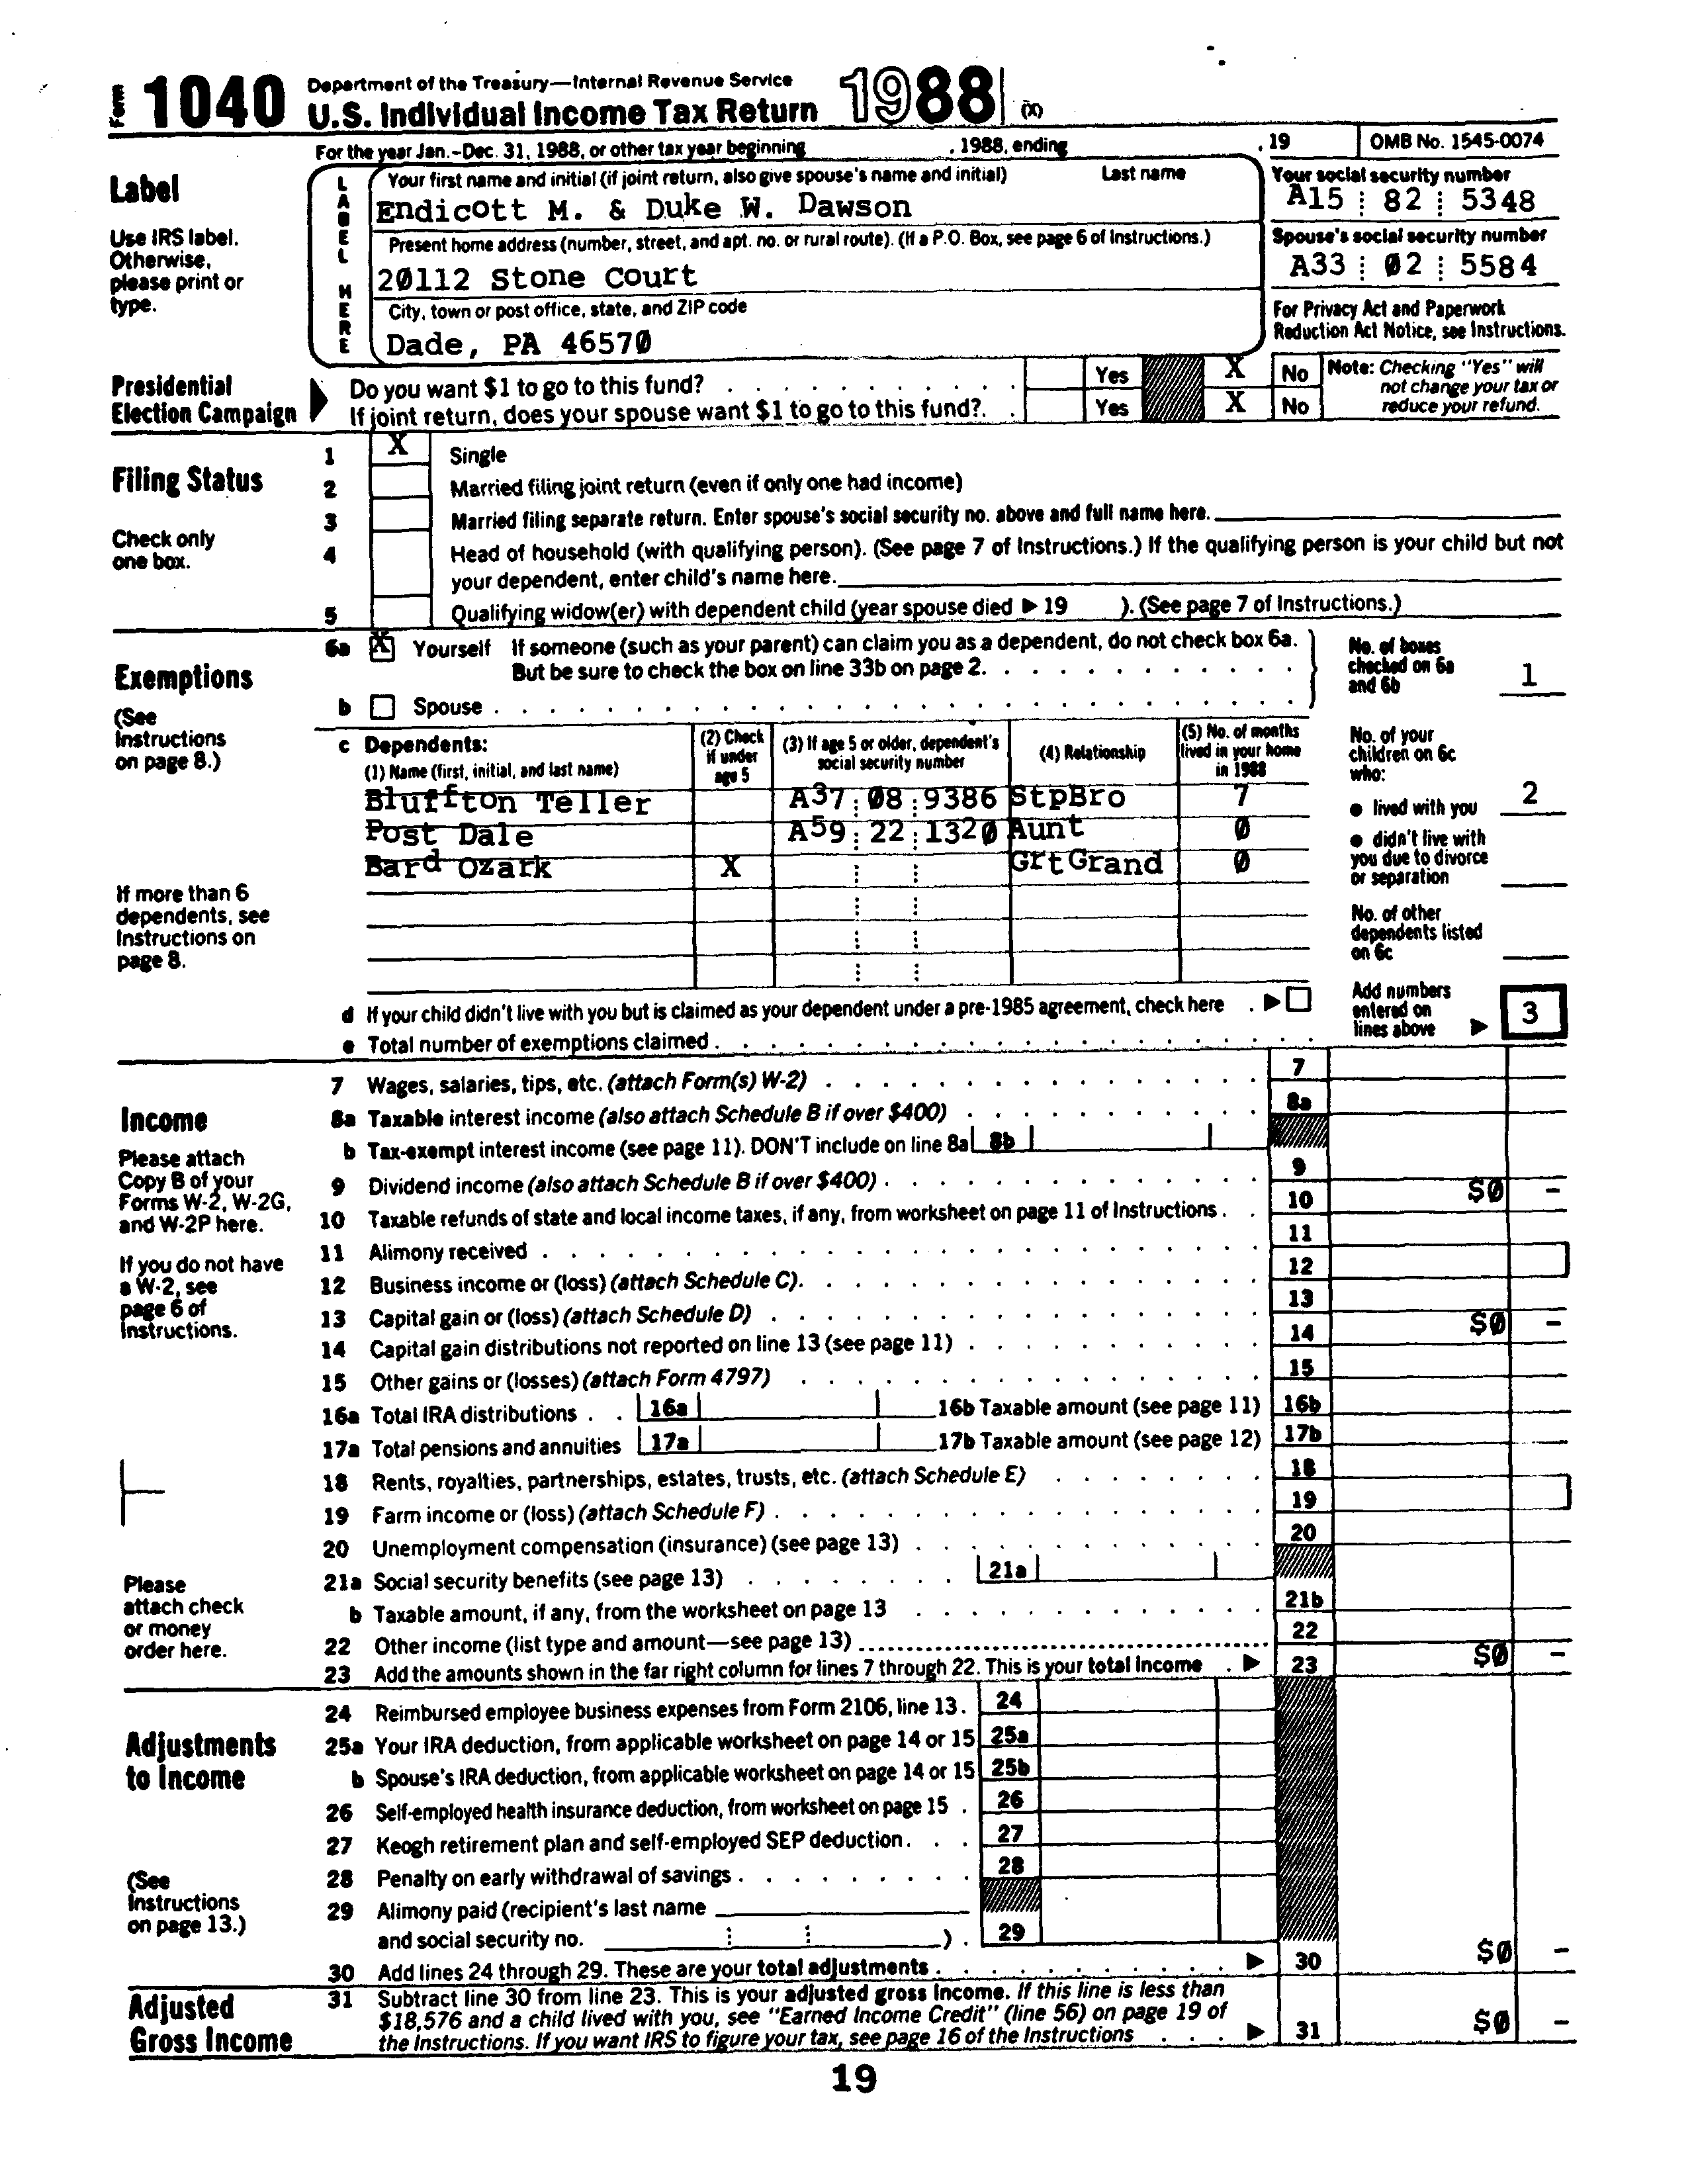 Form 1040 Department of the Treasury—Internal Revenue Service
U.S. Individual Income Tax Return 1988 (X)
For the year Jan.-Dec. 31, 1988, or other tax year beginning , 1988, ending , 19 OMB No. 1545-0074
Label
Use IRS label.
Otherwise,
please print or
type.
LABEL HERE
Your first name and initial (if joint return, also give spouse's name and initial) Last name
Endicott M. & Duke W. Dawson
Your social security number
A15 82 5348
Present home address (number, street, and apt. no. or rural route). (If a P.O. Box, see page 6 of Instructions.)
20112 Stone Court
Spouse's social security number
A33 02 5584
City, town or post office, state, and ZIP code
Dade, PA 46570
For Privacy Act and Paperwork
Reduction Act Notice, see Instructions.
Presidential
Election Campaign
Do you want $1 to go to this fund? Yes X No
If joint return, does your spouse want $1 to go to this fund?. Yes X No
Note: Checking "Yes" will
not change your tax or
reduce your refund.
Filing Status
Check only
one box.
1 X Single
2 Married filing joint return (even if only one had income)
3 Married filing separate return. Enter spouse's social security no. above and full name here.
4 Head of household (with qualifying person). (See page 7 of Instructions.) If the qualifying person is your child but not
your dependent, enter child's name here.
5 Qualifying widow(er) with dependent child (year spouse died ▶ 19 ). (See page 7 of Instructions.)
Exemptions
(See
Instructions
on page 8.)
If more than 6
dependents, see
Instructions on
page 8.
6a X Yourself If someone (such as your parent) can claim you as a dependent, do not check box 6a.
But be sure to check the box on line 33b on page 2.
b Spouse
No. of boxes
checked on 6a
and 6b 1
c Dependents:
(1) Name (first, initial, and last name)
(2) Check
if under
age 5
(3) If age 5 or older, dependent's
social security number
(4) Relationship
(5) No. of months
lived in your home
in 1988
Bluffton Teller A37 08 9386 StpBro 7
Post Dale A59 22 1320 Aunt 0
Bard Ozark X GrtGrand 0
No. of your
children on 6c
who:
● lived with you 2
● didn't live with
you due to divorce
or separation
No. of other
dependents listed
on 6c
d If your child didn't live with you but is claimed as your dependent under a pre-1985 agreement, check here . ▶
e Total number of exemptions claimed
Add numbers
entered on
lines above ▶ 3
Income
Please attach
Copy B of your
Forms W-2, W-2G,
and W-2P here.
If you do not have
a W-2, see
page 6 of
Instructions.
Please
attach check
or money
order here.
7 Wages, salaries, tips, etc. (attach Form(s) W-2) 7
8a Taxable interest income (also attach Schedule B if over $400) 8a
b Tax-exempt interest income (see page 11). DON'T include on line 8a 8b
9 Dividend income (also attach Schedule B if over $400) 9
10 Taxable refunds of state and local income taxes, if any, from worksheet on page 11 of Instructions 10 $0 -
11 Alimony received 11
12 Business income or (loss) (attach Schedule C). 12
13 Capital gain or (loss) (attach Schedule D) 13
14 Capital gain distributions not reported on line 13 (see page 11) 14 $0 -
15 Other gains or (losses) (attach Form 4797) 15
16a Total IRA distributions 16a 16b Taxable amount (see page 11) 16b
17a Total pensions and annuities 17a 17b Taxable amount (see page 12) 17b
18 Rents, royalties, partnerships, estates, trusts, etc. (attach Schedule E) 18
19 Farm income or (loss) (attach Schedule F) 19
20 Unemployment compensation (insurance) (see page 13) 20
21a Social security benefits (see page 13) 21a
b Taxable amount, if any, from the worksheet on page 13 21b
22 Other income (list type and amount—see page 13) 22
23 Add the amounts shown in the far right column for lines 7 through 22. This is your total income ▶ 23 $0 -
Adjustments
to Income
(See
Instructions
on page 13.)
24 Reimbursed employee business expenses from Form 2106, line 13. 24
25a Your IRA deduction, from applicable worksheet on page 14 or 15 25a
b Spouse's IRA deduction, from applicable worksheet on page 14 or 15 25b
26 Self-employed health insurance deduction, from worksheet on page 15 26
27 Keogh retirement plan and self-employed SEP deduction 27
28 Penalty on early withdrawal of savings 28
29 Alimony paid (recipient's last name
and social security no. ). 29
30 Add lines 24 through 29. These are your total adjustments ▶ 30 $0 -
Adjusted
Gross Income
31 Subtract line 30 from line 23. This is your adjusted gross income. If this line is less than
$18,576 and a child lived with you, see "Earned Income Credit" (line 56) on page 19 of
the Instructions. If you want IRS to figure your tax, see page 16 of the Instructions ▶ 31 $0 -
19